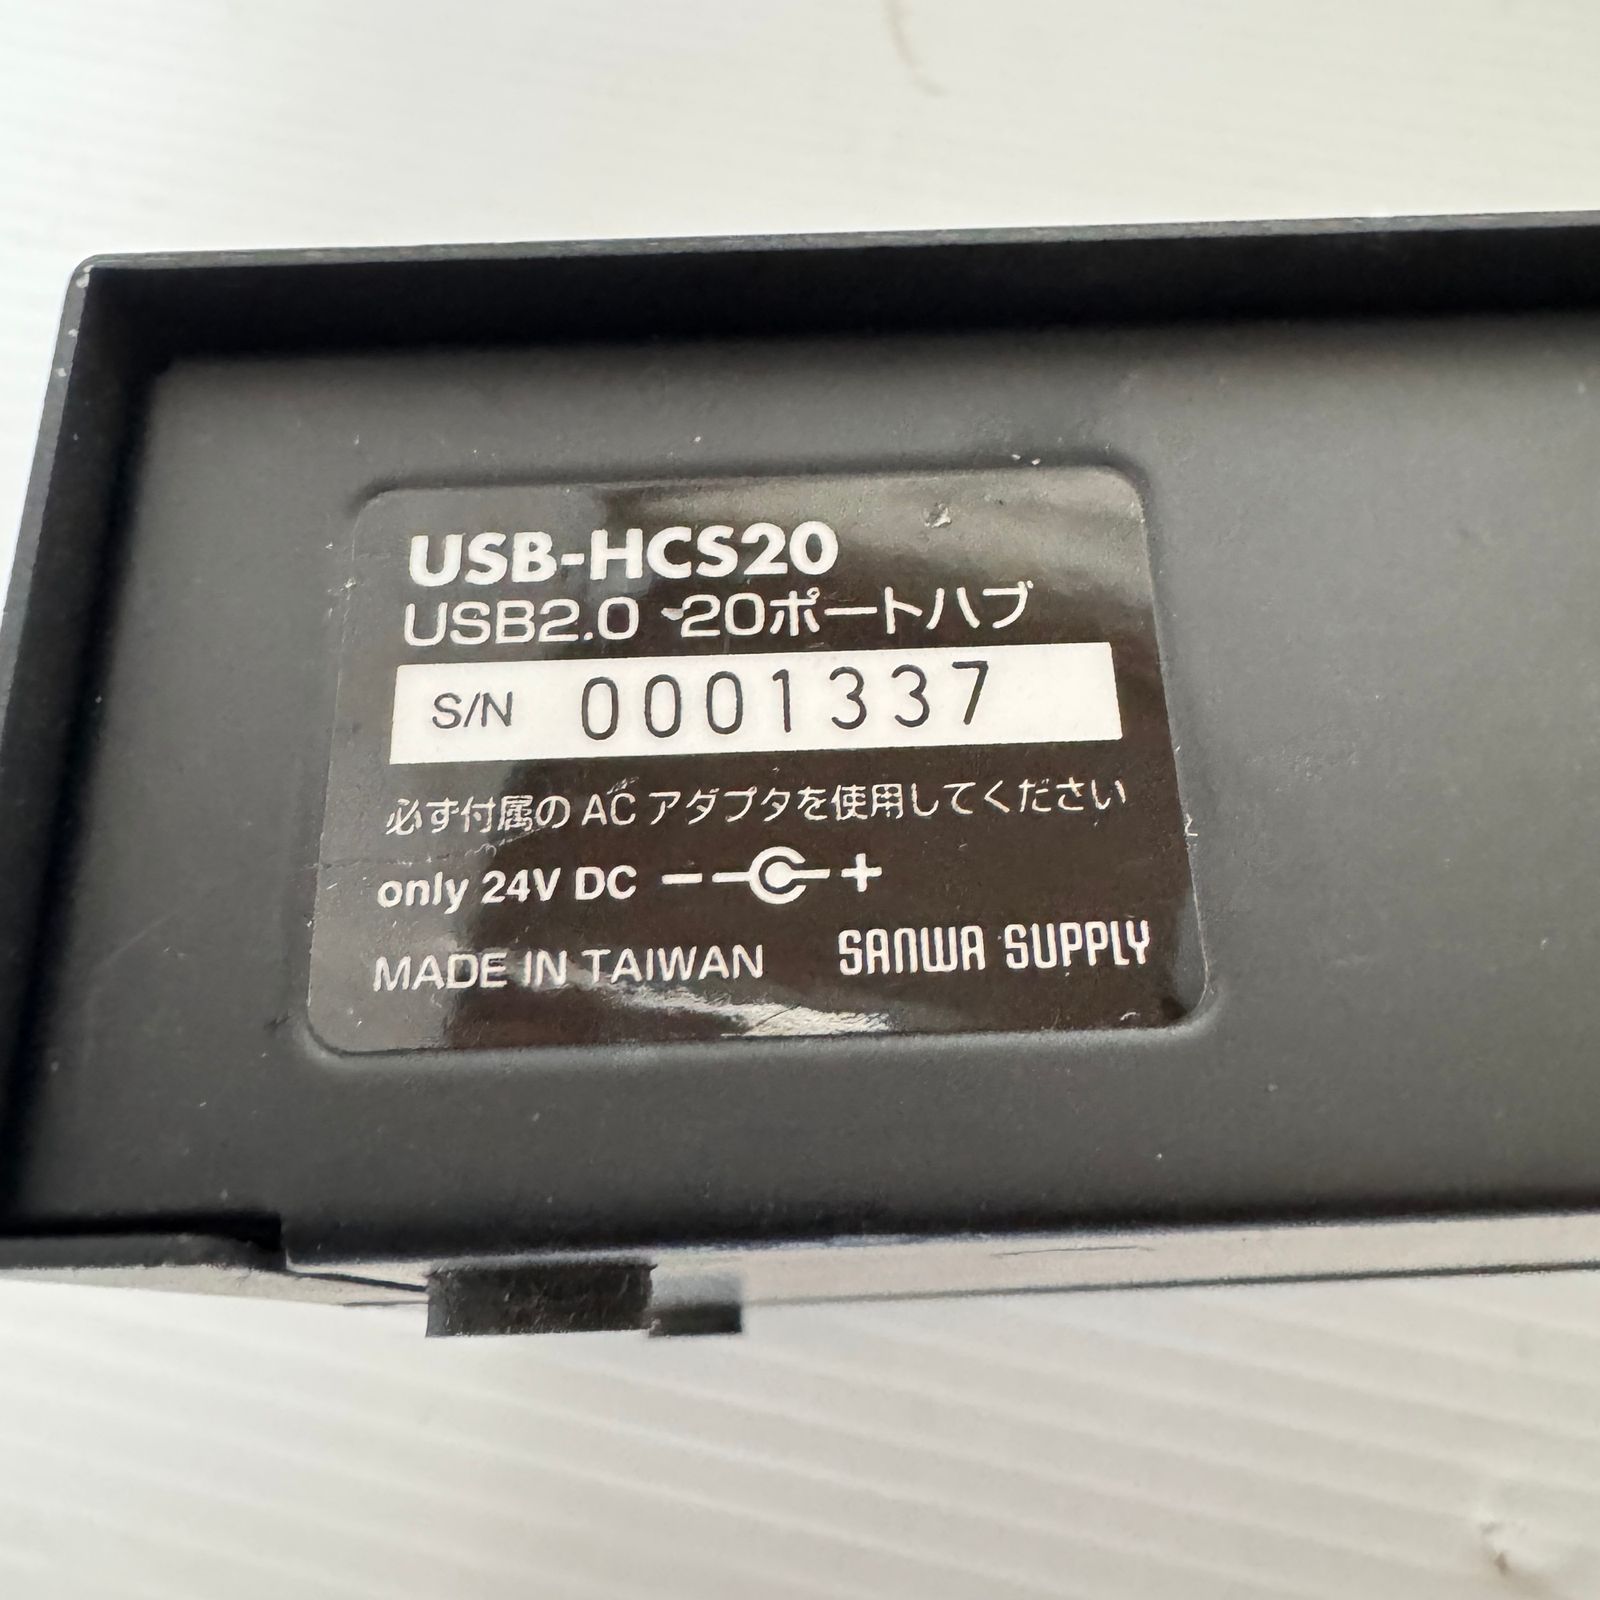 USB-HCS20
USB2.0 20ポートハブ
S/N 0001337
必ず付属のACアダプタを使用してください
only 24V DC − +
MADE IN TAIWAN SANWA SUPPLY